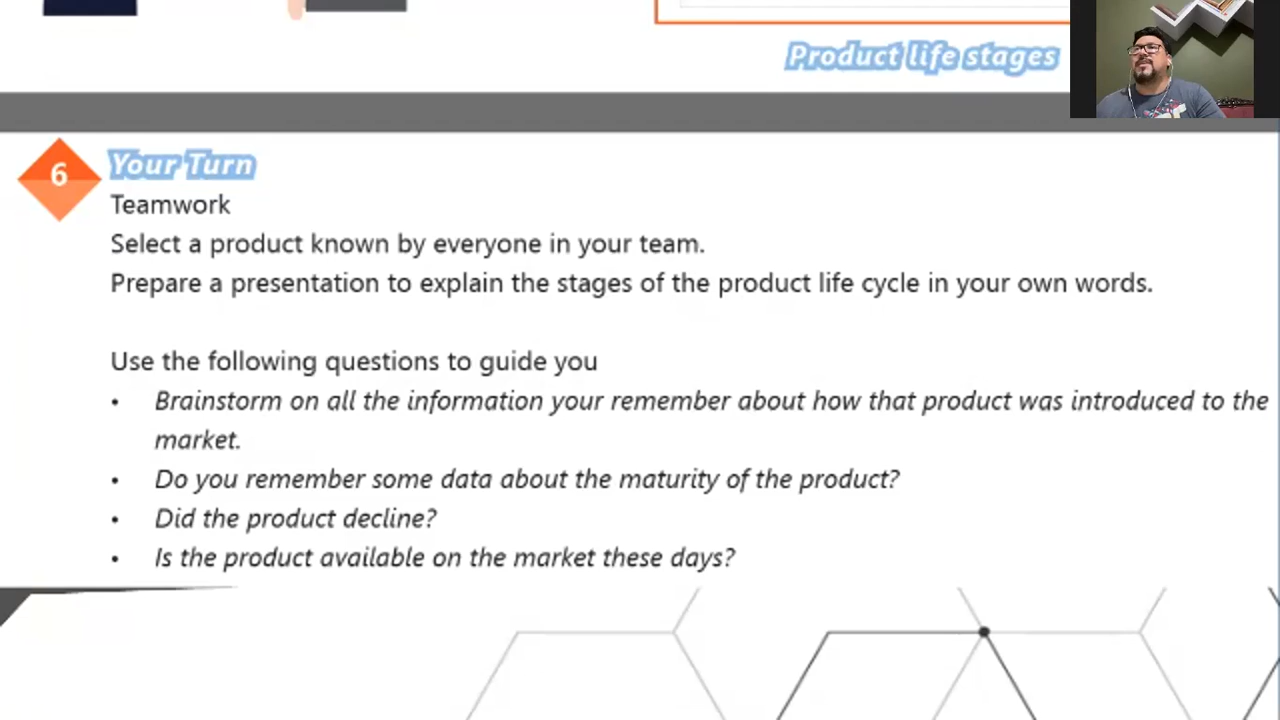 Product life stages
6
Your Turn
Teamwork
Select a product known by everyone in your team.
Prepare a presentation to explain the stages of the product life cycle in your own words.
Use the following questions to guide you
• Brainstorm on all the information your remember about how that product was introduced to the
market.
• Do you remember some data about the maturity of the product?
• Did the product decline?
• Is the product available on the market these days?